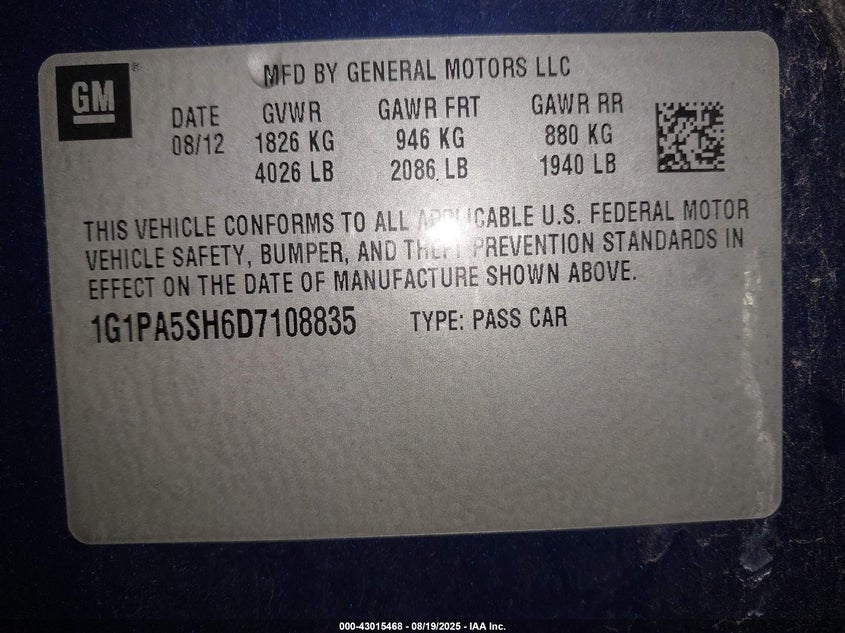 GM®
MFD BY GENERAL MOTORS LLC
DATE GVWR GAWR FRT GAWR RR
08/12 1826 KG 946 KG 880 KG
4026 LB 2086 LB 1940 LB
THIS VEHICLE CONFORMS TO ALL APPLICABLE U.S. FEDERAL MOTOR
VEHICLE SAFETY, BUMPER, AND THEFT PREVENTION STANDARDS IN
EFFECT ON THE DATE OF MANUFACTURE SHOWN ABOVE.
1G1PA5SH6D7108835 TYPE: PASS CAR
000-43015468 - 08/19/2025 - IAA Inc.